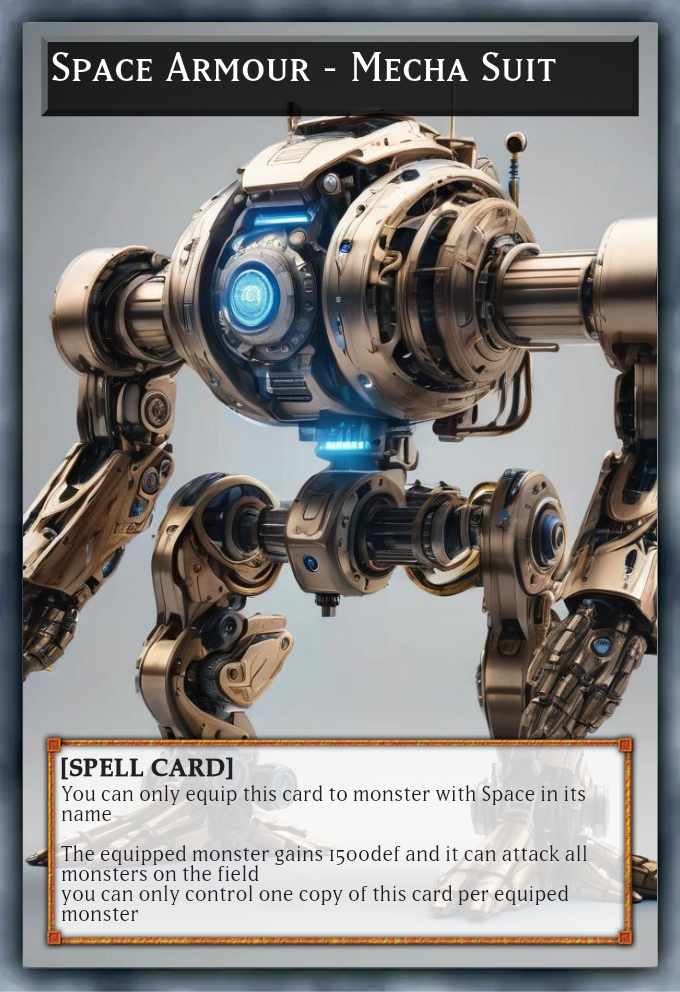 Space Armour - Mecha Suit
[SPELL CARD]
You can only equip this card to monster with Space in its
name
The equipped monster gains 1500def and it can attack all
monsters on the field
you can only control one copy of this card per equiped
monster